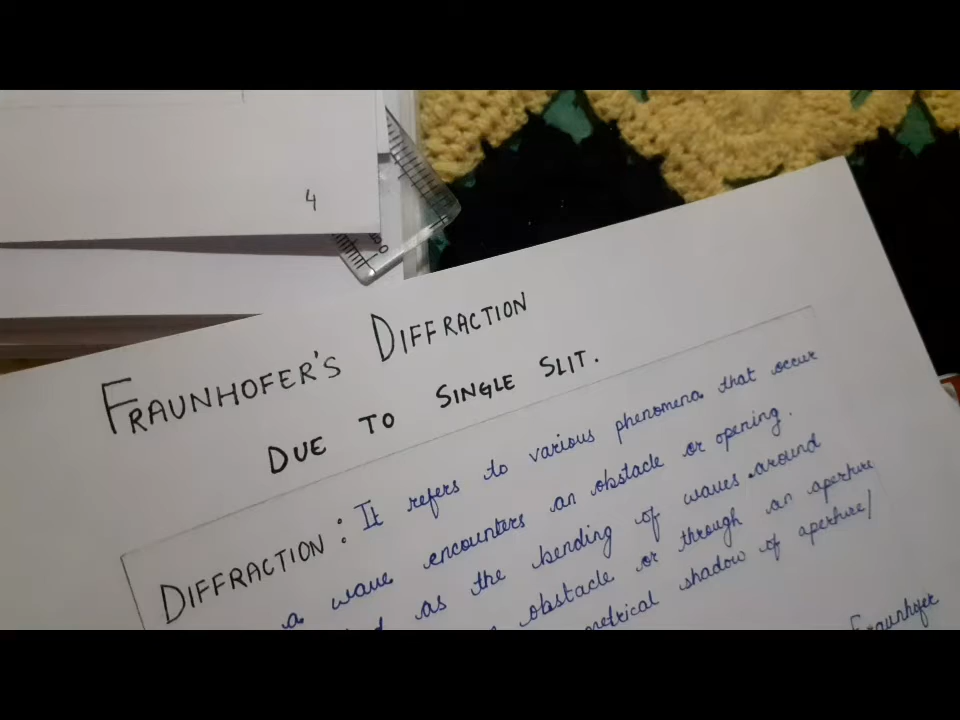 4
FRAUNHOFER'S DIFFRACTION
DUE TO SINGLE SLIT.
DIFFRACTION: It refers to various phenomena that occur
a wave encounters an obstacle or opening.
as the bending of waves around
obstacle or through an aperture
shadow of aperture/
Fraunhofer